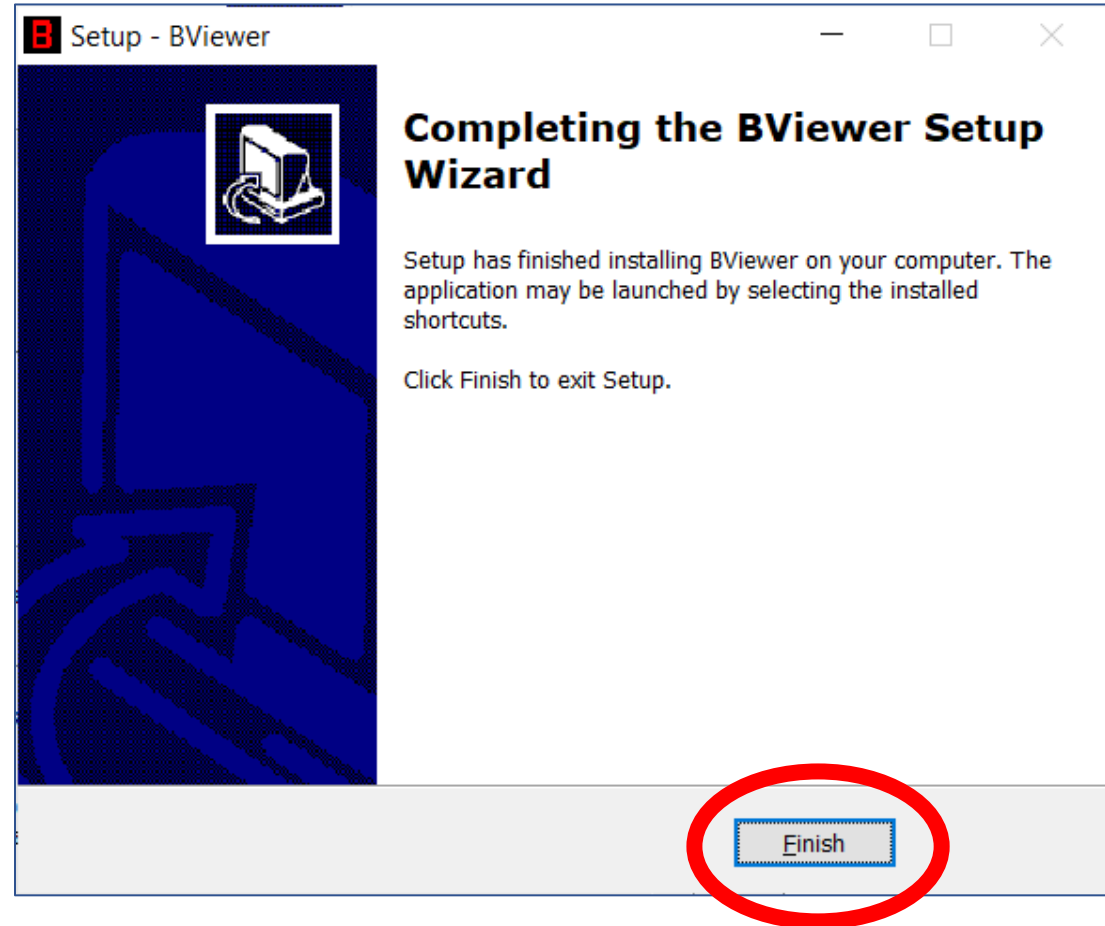 B Setup - BViewer
Completing the BViewer Setup
Wizard
Setup has finished installing BViewer on your computer. The
application may be launched by selecting the installed
shortcuts.
Click Finish to exit Setup.
Finish